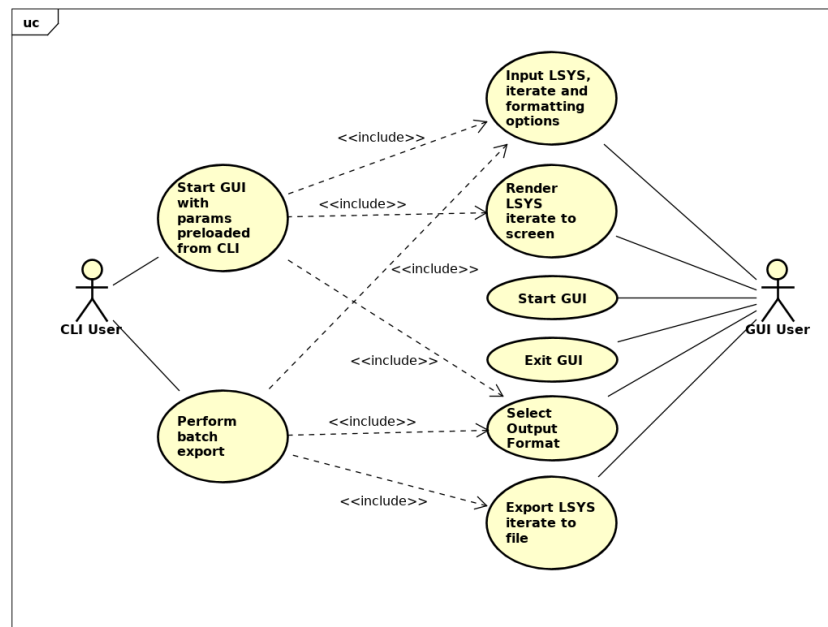 uc
Input LSYS,
iterate and
formatting
options
<<include>>
Start GUI
with
params
preloaded
from CLI
<<include>>
Render
LSYS
iterate to
screen
<<include>>
Start GUI
CLI User
GUI User
<<include>>
Exit GUI
Perform
batch
export
<<include>>
Select
Output
Format
<<include>>
Export LSYS
iterate to
file